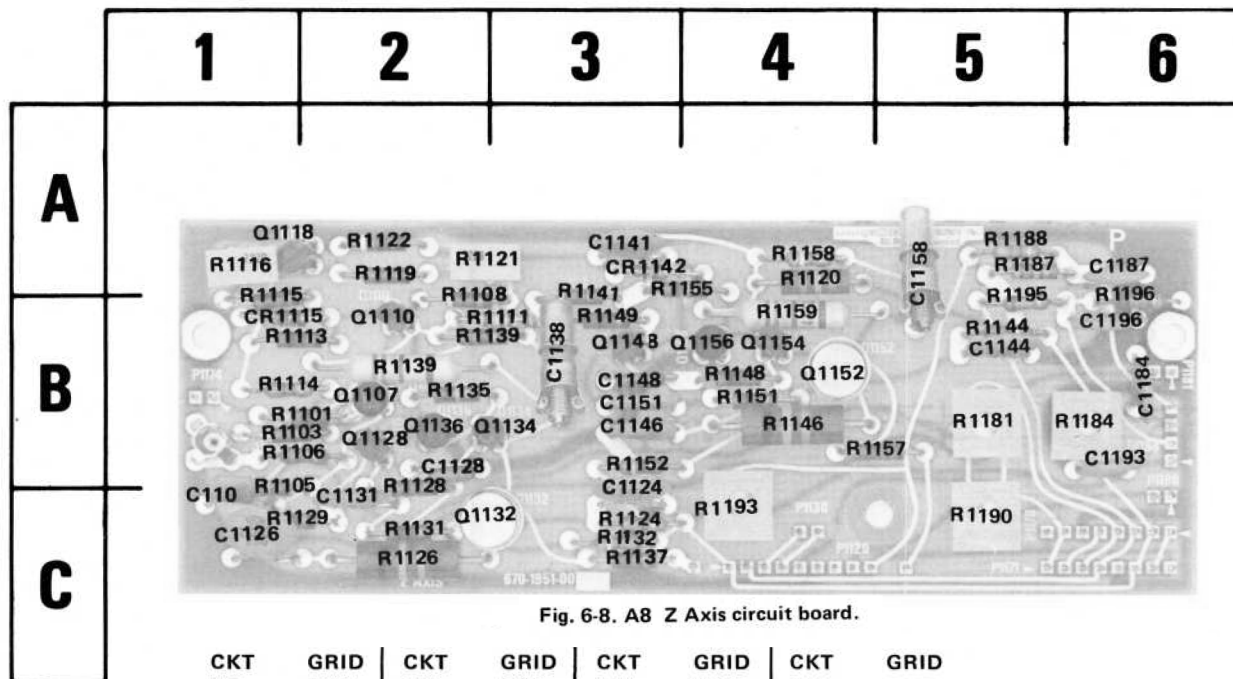 1 2 3 4 5 6
A
Q1118 R1122 R1121 C1141 R1158 C1158 R1188 P
R1116 R1119 CR1142 R1120 R1187 C1187
R1115 R1108 R1141 R1155 R1195 R1196
CR1115 Q1110 R1111 R1149 R1159 C1196
R1113 R1139 C1138 Q1148 Q1156 Q1154 R1144
C1144
B
P1174 R1139 C1148 R1148 Q1152 C1184
R1114 Q1107 R1135 C1151 R1151
R1101 R1181 R1184
R1103 Q1128 Q1136 Q1134 C1146 R1146
R1106 C1128 R1152 R1157 C1193
C110 R1105 C1131 R1128 C1124
R1129 Q1132 R1124 R1193 P1136 R1190
C1126 R1131 R1132 P1129
C
R1126 R1137 P1171
670-1951-00
Fig. 6-8. A8 Z Axis circuit board.
CKT GRID CKT GRID CKT GRID CKT GRID